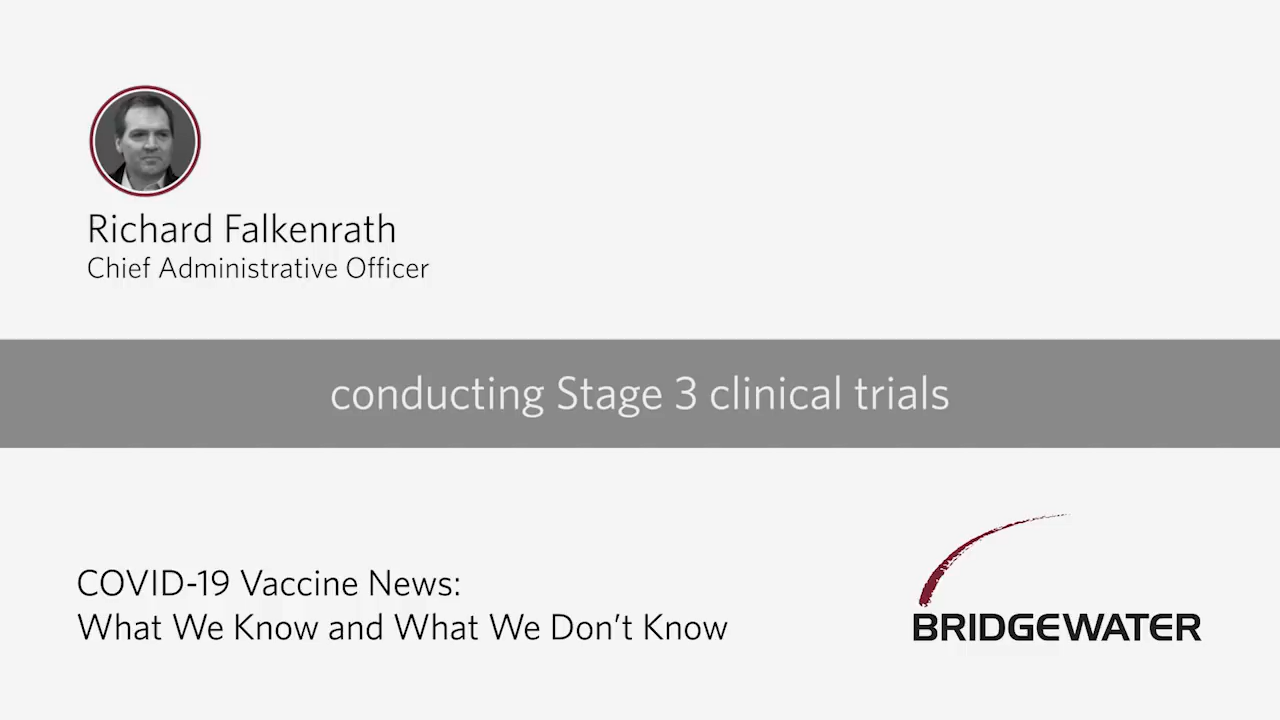 Richard Falkenrath
Chief Administrative Officer
conducting Stage 3 clinical trials
COVID-19 Vaccine News:
What We Know and What We Don’t Know
BRIDGEWATER